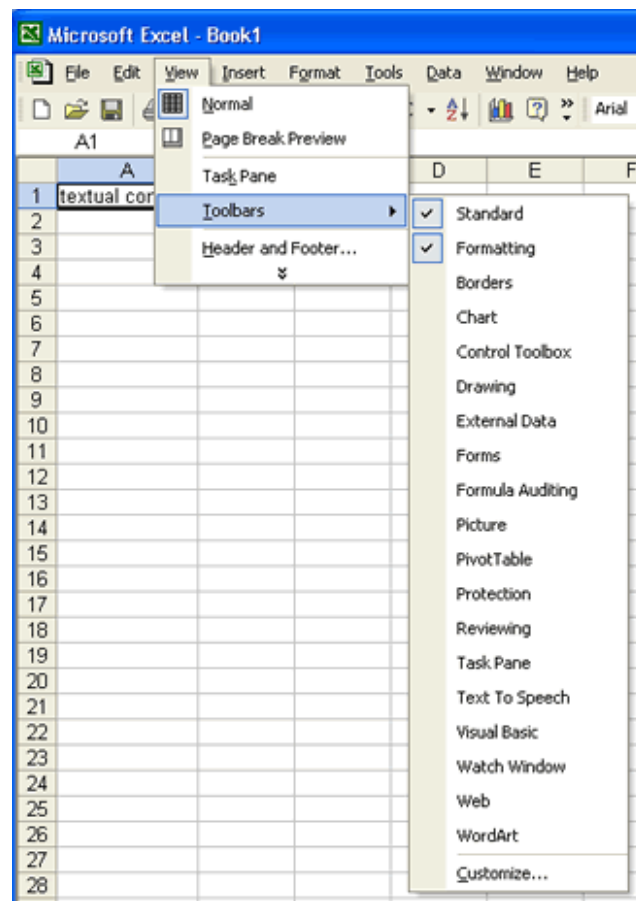 Microsoft Excel - Book1
File Edit View Insert Format Tools Data Window Help
Arial
A1
A D E F
Normal
Page Break Preview
Task Pane
Toolbars
Header and Footer...
Standard
Formatting
Borders
Chart
Control Toolbox
Drawing
External Data
Forms
Formula Auditing
Picture
PivotTable
Protection
Reviewing
Task Pane
Text To Speech
Visual Basic
Watch Window
Web
WordArt
Customize...
1 textual cor
2
3
4
5
6
7
8
9
10
11
12
13
14
15
16
17
18
19
20
21
22
23
24
25
26
27
28